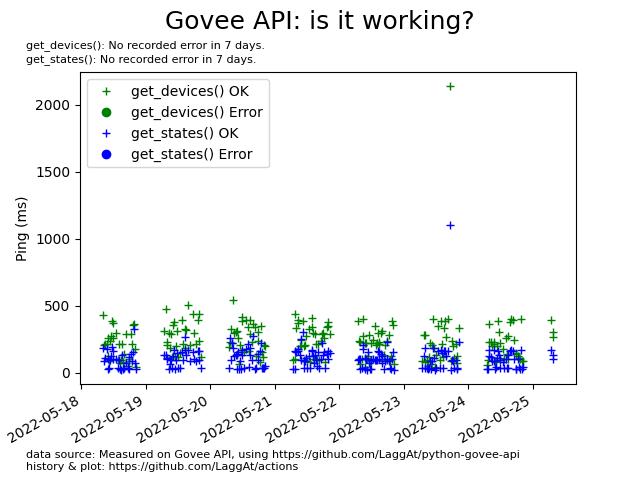 Govee API: is it working?
get_devices(): No recorded error in 7 days.
get_states(): No recorded error in 7 days.
get_devices() OK
get_devices() Error
get_states() OK
get_states() Error
Ping (ms)
2000
1500
1000
500
0
2022-05-18
2022-05-19
2022-05-20
2022-05-21
2022-05-22
2022-05-23
2022-05-24
2022-05-25
data source: Measured on Govee API, using https://github.com/LaggAt/python-govee-api
history & plot: https://github.com/LaggAt/actions